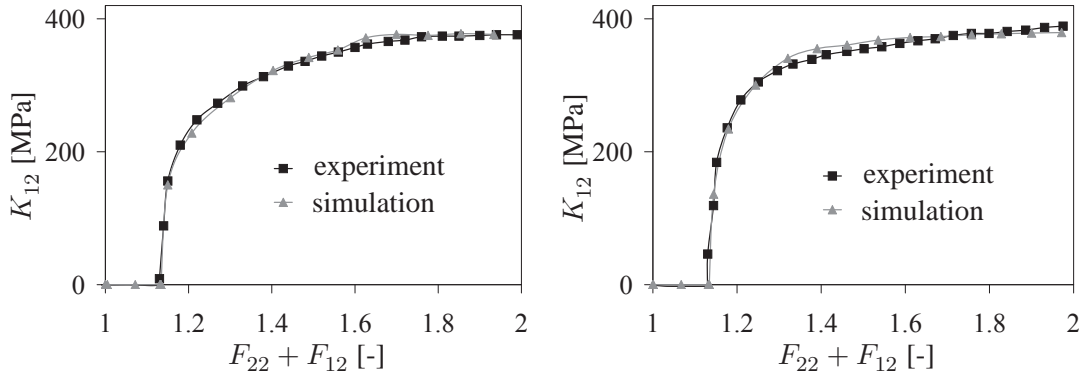 400
200
0
K12 [MPa]
experiment
simulation
1 1.2 1.4 1.6 1.8 2
F22 + F12 [-]
400
200
0
K12 [MPa]
experiment
simulation
1 1.2 1.4 1.6 1.8 2
F22 + F12 [-]